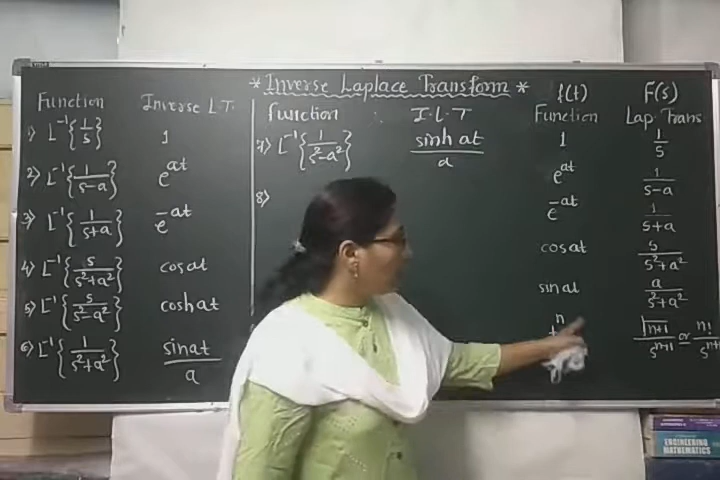 * Inverse Laplace Transform *
Function Inverse L.T.
1) L⁻¹{1/s} 1
2) L⁻¹{1/(s-a)} e^{at}
3) L⁻¹{1/(s+a)} e^{-at}
4) L⁻¹{s/(s²+a²)} cos at
5) L⁻¹{s/(s²-a²)} cosh at
6) L⁻¹{1/(s²+a²)} sin at/a
Function I.L.T
7) L⁻¹{1/(s²-a²)} sinh at/a
8)
f(t) F(s)
Function Lap. Trans
1 1/s
e^{at} 1/(s-a)
e^{-at} 1/(s+a)
cos at s/(s²+a²)
sin at a/(s²+a²)
t^n Γ(n+1)/s^{n+1} or n!/s^{n+1}
ENGINEERING
MATHEMATICS